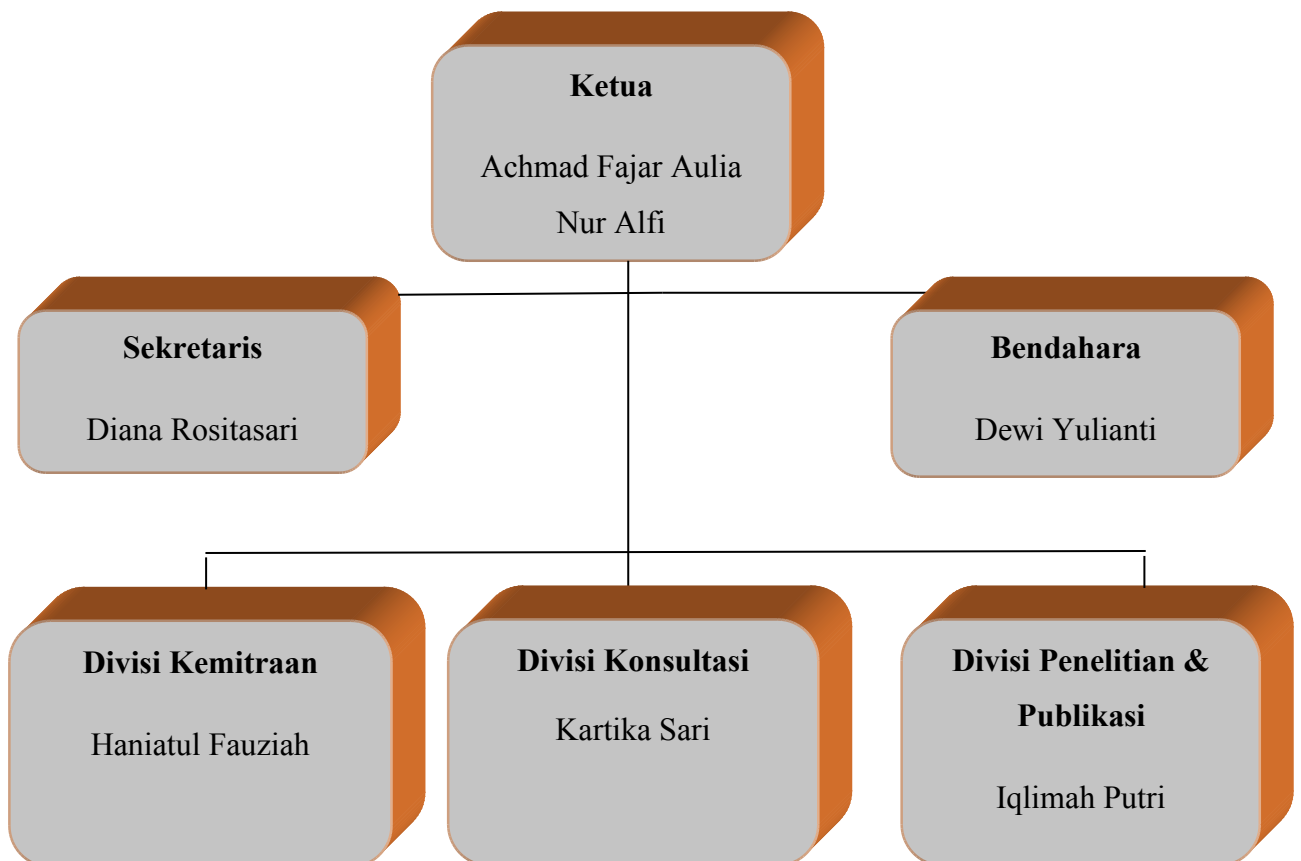 Ketua
Achmad Fajar Aulia
Nur Alfi
Sekretaris
Diana Rositasari
Bendahara
Dewi Yulianti
Divisi Kemitraan
Haniatul Fauziah
Divisi Konsultasi
Kartika Sari
Divisi Penelitian &
Publikasi
Iqlimah Putri